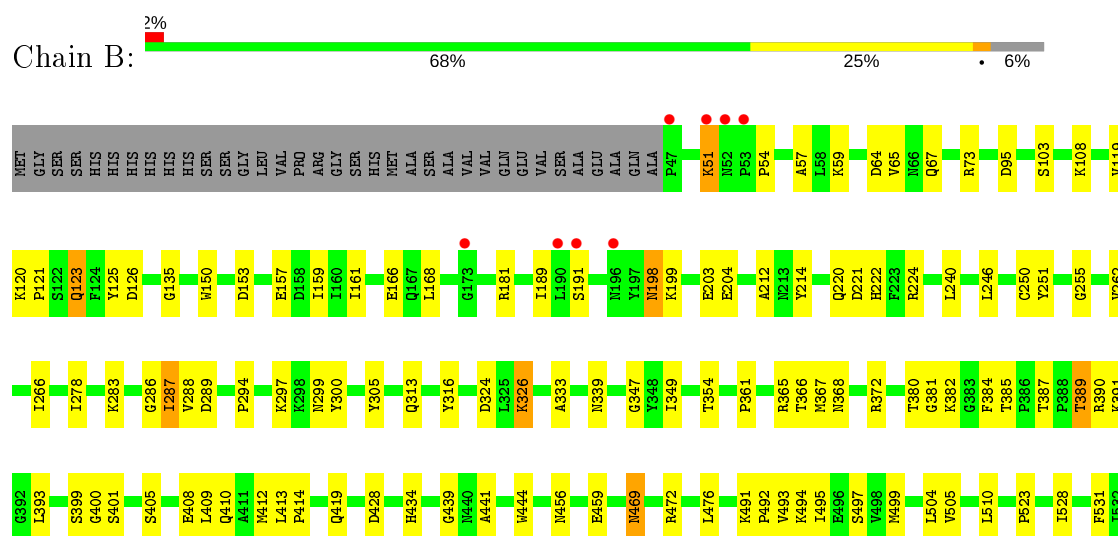 2%
Chain B:
68% 25% • 6%
MET GLY SER SER HIS HIS HIS HIS HIS HIS SER SER GLY LEU VAL PRO ARG GLY SER HIS MET ALA SER ALA VAL VAL GLN GLU VAL SER ALA GLU ALA GLN ALA P47 K51 N52 P53 P54 A57 L58 K59 D64 V65 N66 Q67 R73 D95 S103 K108 V119
K120 P121 S122 Q123 F124 Y125 D126 G135 W150 D153 E157 D158 I159 I160 I161 E166 Q167 L168 G173 R181 I189 L190 S191 N196 Y197 N198 K199 E203 E204 A212 N213 Y214 Q220 D221 H222 F223 R224 L240 L246 C250 Y251 G255
I266 I278 K283 G286 I287 V288 D289 P294 K297 K298 N299 Y300 Y305 Q313 Y316 D324 L325 K326 A333 N339 G347 Y348 I349 T354 P361 R365 T366 M367 N368 R372 T380 G381 K382 G383 F384 T385 P386 T387 P388 T389 R390 K391
G392 L393 S399 G400 S401 S405 E408 L409 Q410 A411 M412 L413 P414 Q419 D428 H434 G439 N440 A441 W444 N456 E459 N469 R472 L476 K491 P492 V493 K494 I495 E496 S497 V498 M499 L504 V505 L510 P523 I528 F531